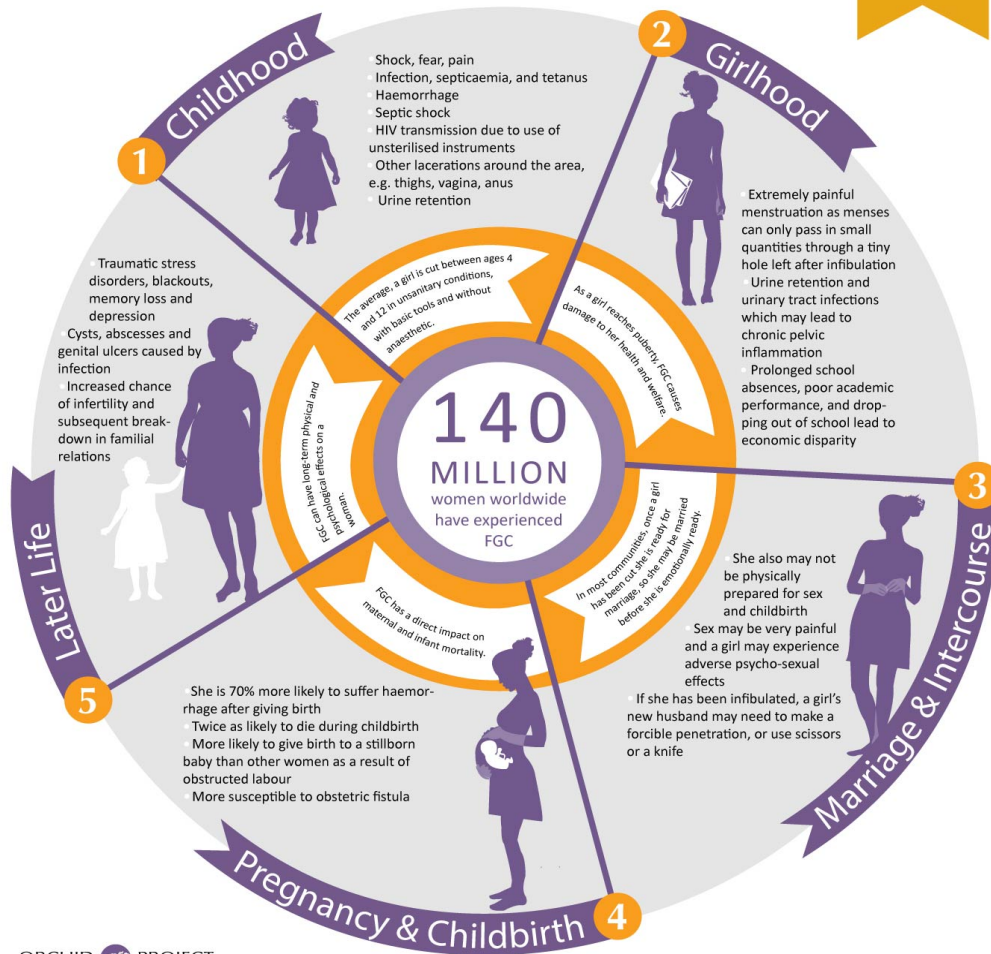 1
Childhood
Shock, fear, pain
Infection, septicaemia, and tetanus
Haemorrhage
Septic shock
HIV transmission due to use of
unsterilised instruments
Other lacerations around the area,
e.g. thighs, vagina, anus
Urine retention
The average, a girl is cut between ages 4
and 12 in unsanitary conditions,
with basic tools and without
anaesthetic.
2
Girlhood
Extremely painful
menstruation as menses
can only pass in small
quantities through a tiny
hole left after infibulation
Urine retention and
urinary tract infections
which may lead to
chronic pelvic
inflammation
Prolonged school
absences, poor academic
performance, and drop-
ping out of school lead to
economic disparity
As a girl reaches puberty, FGC causes
damage to her health and welfare.
3
Marriage & Intercourse
She also may not
be physically
prepared for sex
and childbirth
Sex may be very painful
and a girl may experience
adverse psycho-sexual
effects
If she has been infibulated, a girl's
new husband may need to make a
forcible penetration, or use scissors
or a knife
In most communities, once a girl
has been cut she is ready for
marriage, so she may be married
before she is emotionally ready.
4
Pregnancy & Childbirth
She is 70% more likely to suffer haemor-
rhage after giving birth
Twice as likely to die during childbirth
More likely to give birth to a stillborn
baby than other women as a result of
obstructed labour
More susceptible to obstetric fistula
FGC has a direct impact on
maternal and infant mortality.
5
Later Life
Traumatic stress
disorders, blackouts,
memory loss and
depression
Cysts, abscesses and
genital ulcers caused by
infection
Increased chance
of infertility and
subsequent break-
down in familial
relations
FGC can have long-term physical and
psychological effects on a
woman.
140
MILLION
women worldwide
have experienced
FGC
ORCHID PROJECT